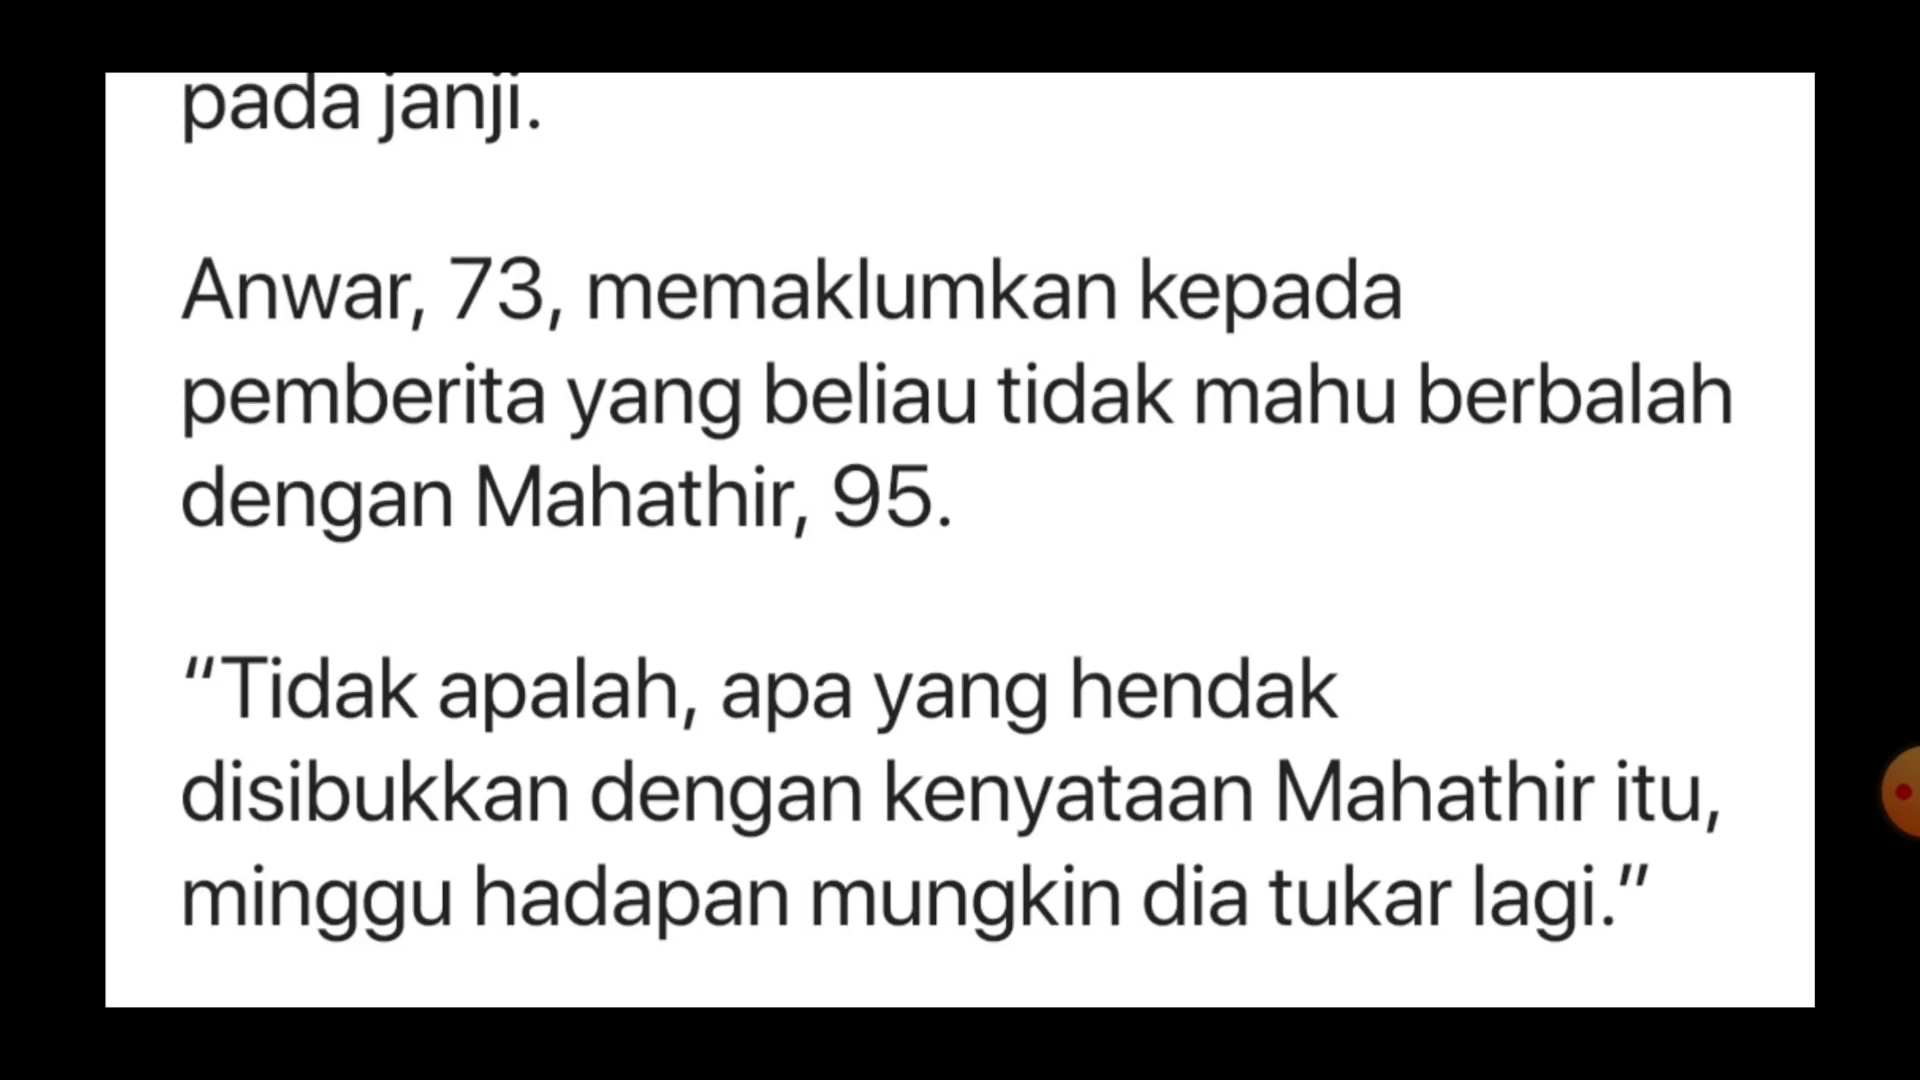 pada janji.
Anwar, 73, memaklumkan kepada
pemberita yang beliau tidak mahu berbalah
dengan Mahathir, 95.
“Tidak apalah, apa yang hendak
disibukkan dengan kenyataan Mahathir itu,
minggu hadapan mungkin dia tukar lagi.”